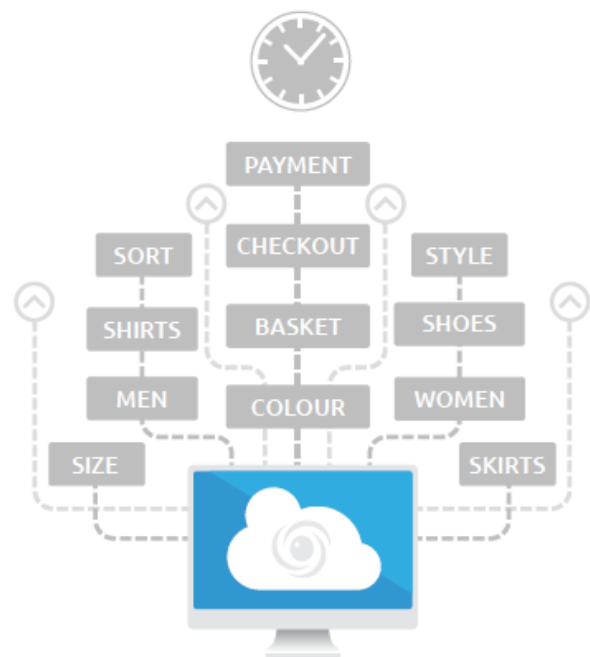 PAYMENT
SORT
CHECKOUT
STYLE
SHIRTS
BASKET
SHOES
MEN
COLOUR
WOMEN
SIZE
SKIRTS